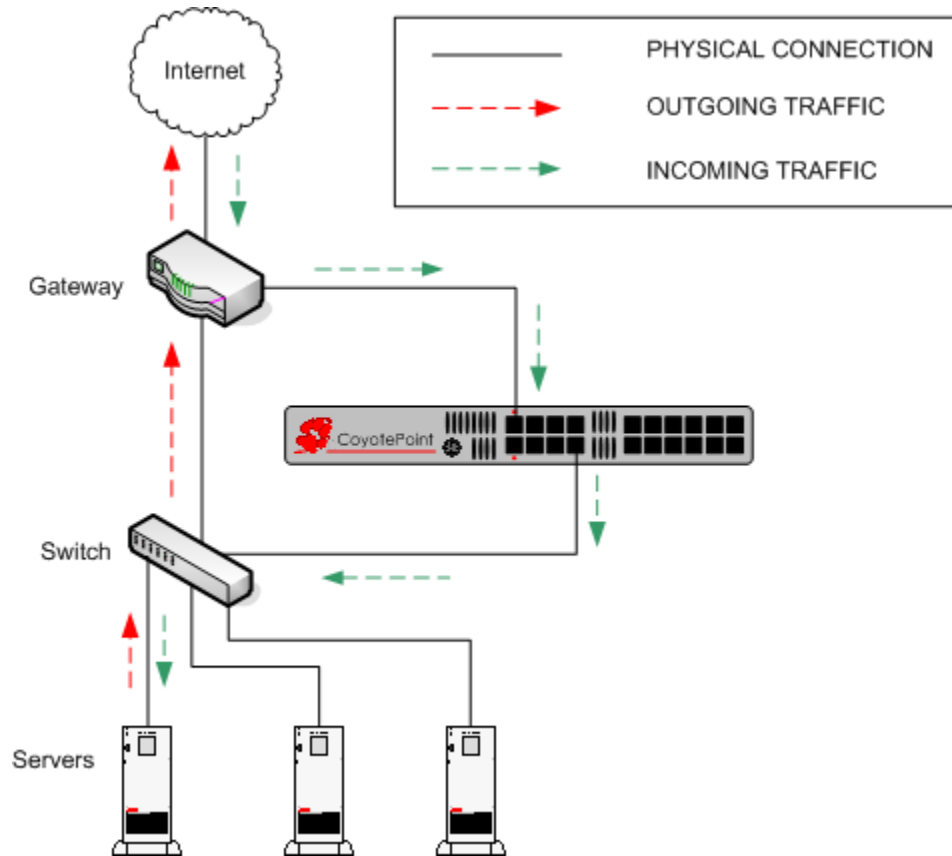 Internet
PHYSICAL CONNECTION
OUTGOING TRAFFIC
INCOMING TRAFFIC
Gateway
CoyotePoint
Switch
Servers